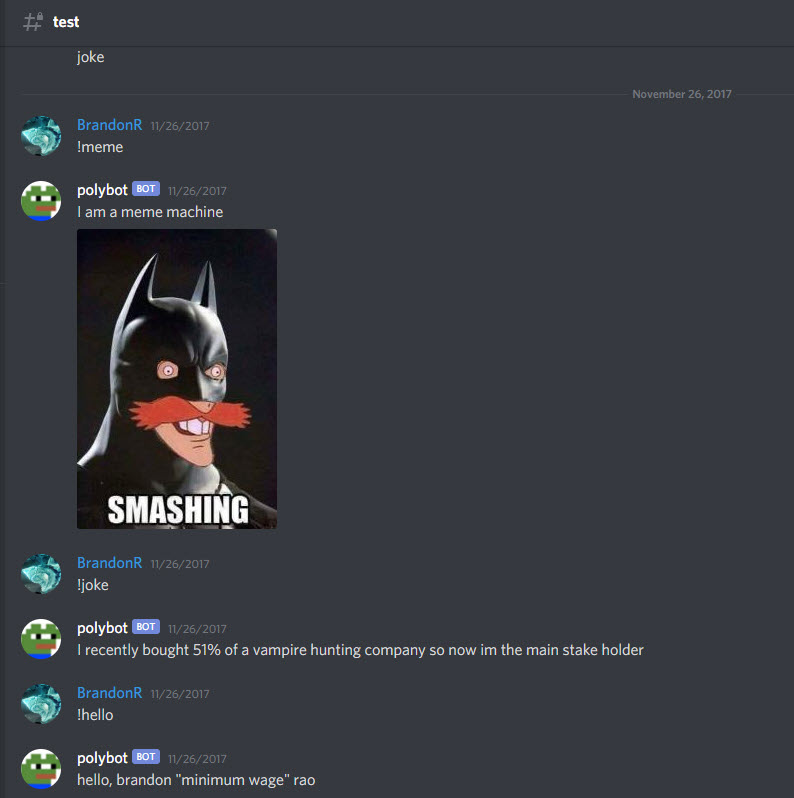 test
joke
November 26, 2017
BrandonR 11/26/2017
!meme
polybot BOT 11/26/2017
I am a meme machine
SMASHING
BrandonR 11/26/2017
!joke
polybot BOT 11/26/2017
I recently bought 51% of a vampire hunting company so now im the main stake holder
BrandonR 11/26/2017
!hello
polybot BOT 11/26/2017
hello, brandon "minimum wage" rao